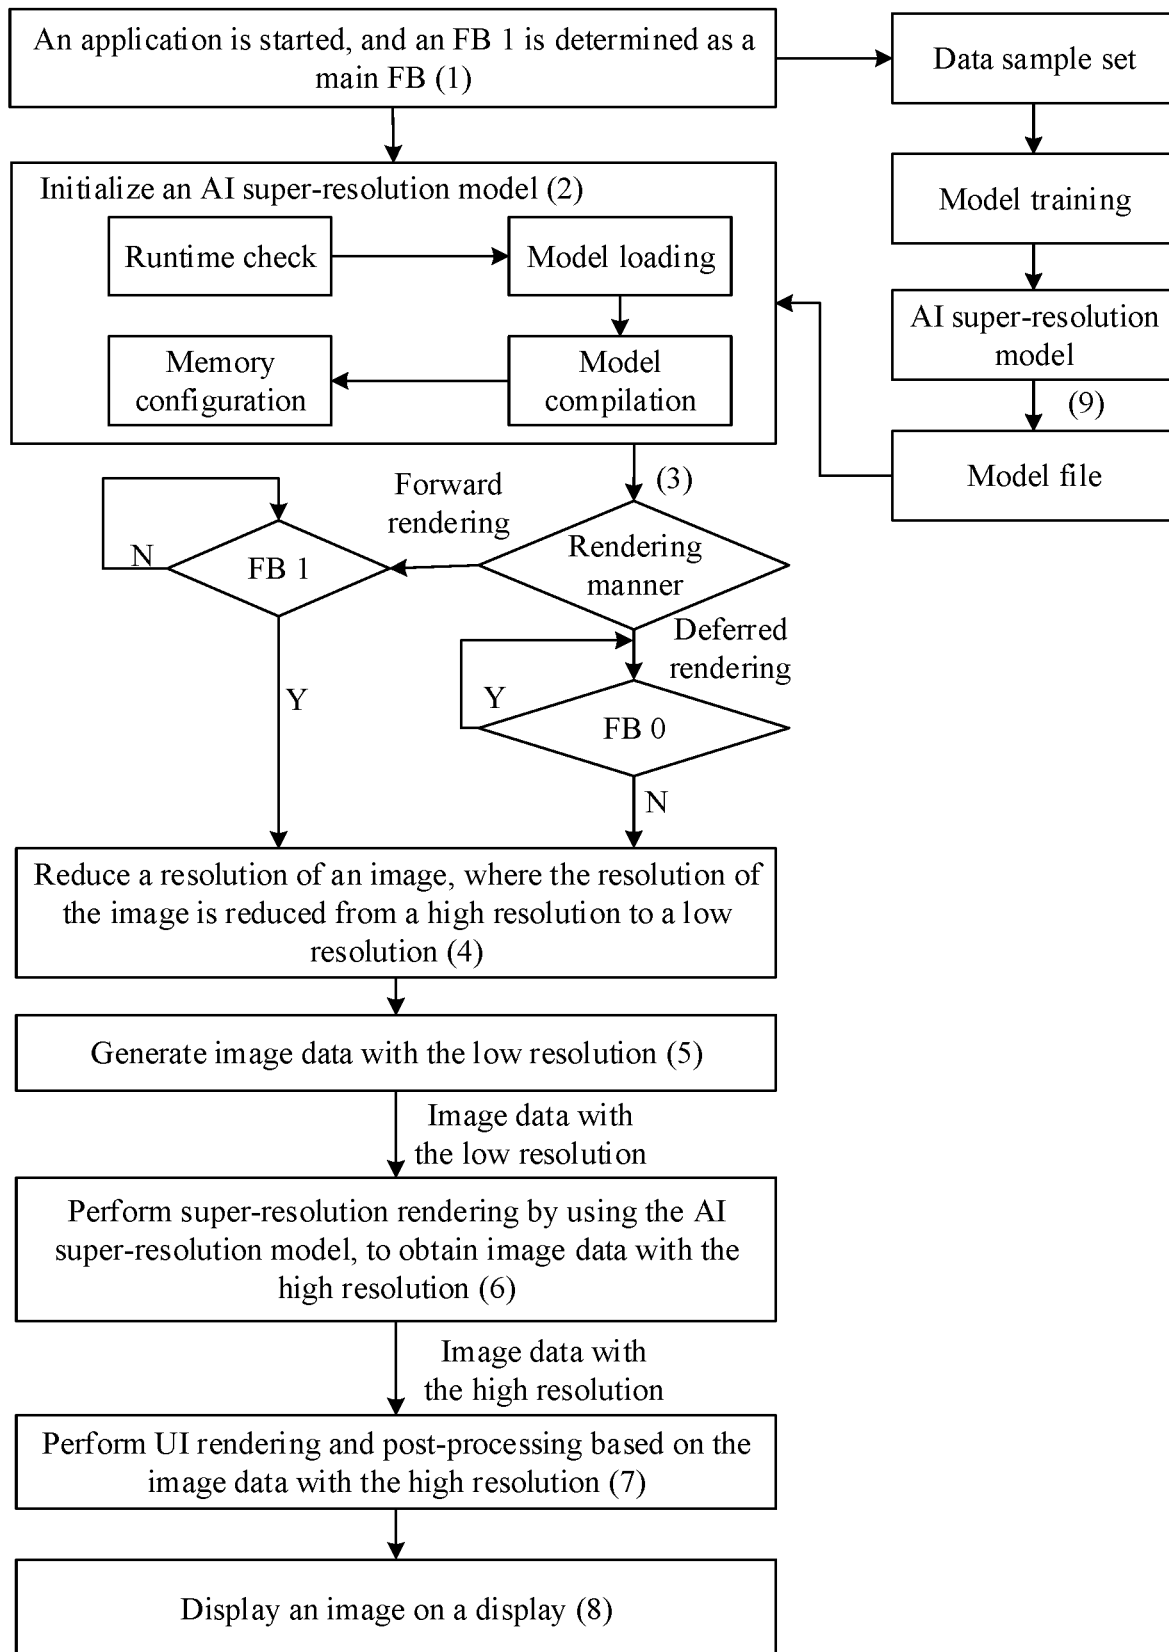 An application is started, and an FB 1 is determined as a
main FB (1)
Data sample set
Model training
AI super-resolution
model
(9)
Model file
Initialize an AI super-resolution model (2)
Runtime check
Model loading
Memory
configuration
Model
compilation
(3)
Forward
rendering
Rendering
manner
N
FB 1
Deferred
rendering
Y
Y
FB 0
N
Reduce a resolution of an image, where the resolution of
the image is reduced from a high resolution to a low
resolution (4)
Generate image data with the low resolution (5)
Image data with
the low resolution
Perform super-resolution rendering by using the AI
super-resolution model, to obtain image data with the
high resolution (6)
Image data with
the high resolution
Perform UI rendering and post-processing based on the
image data with the high resolution (7)
Display an image on a display (8)